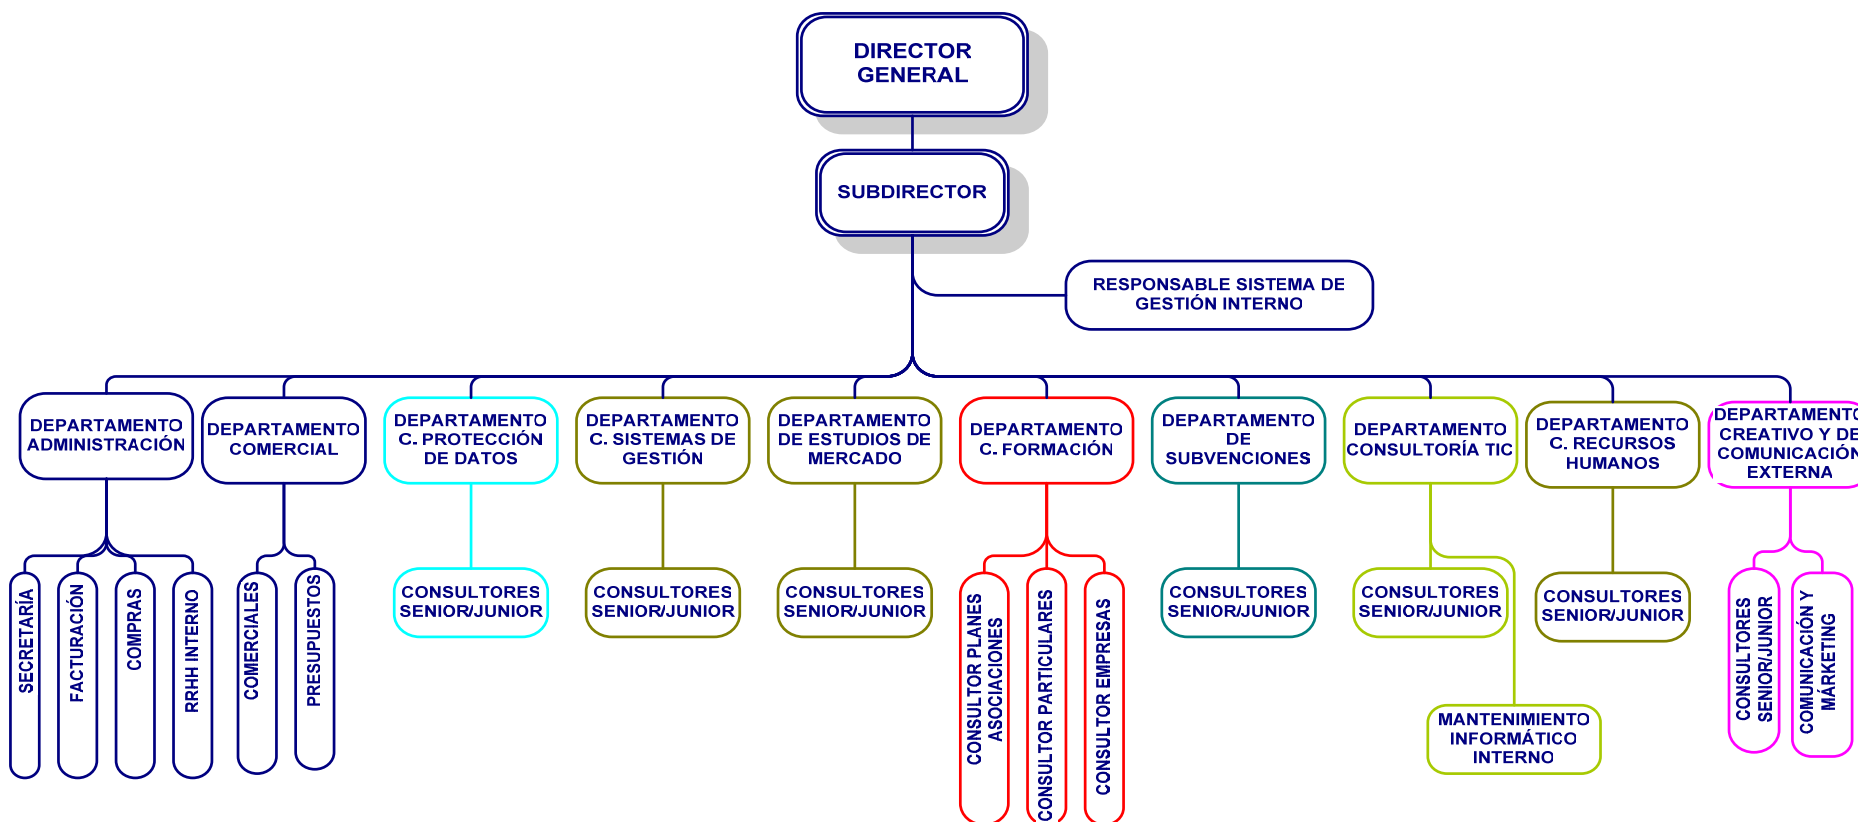 DIRECTOR
GENERAL
SUBDIRECTOR
RESPONSABLE SISTEMA DE
GESTIÓN INTERNO
DEPARTAMENTO
ADMINISTRACIÓN
DEPARTAMENTO
COMERCIAL
DEPARTAMENTO
C. PROTECCIÓN
DE DATOS
DEPARTAMENTO
C. SISTEMAS DE
GESTIÓN
DEPARTAMENTO
DE ESTUDIOS DE
MERCADO
DEPARTAMENTO
C. FORMACIÓN
DEPARTAMENTO
DE
SUBVENCIONES
DEPARTAMENTO
CONSULTORÍA TIC
DEPARTAMENTO
C. RECURSOS
HUMANOS
DEPARTAMENTO
CREATIVO Y DE
COMUNICACIÓN
EXTERNA
SECRETARÍA
FACTURACIÓN
COMPRAS
RRHH INTERNO
COMERCIALES
PRESUPUESTOS
CONSULTORES
SENIOR/JUNIOR
CONSULTORES
SENIOR/JUNIOR
CONSULTORES
SENIOR/JUNIOR
CONSULTOR PLANES
ASOCIACIONES
CONSULTOR PARTICULARES
CONSULTOR EMPRESAS
CONSULTORES
SENIOR/JUNIOR
CONSULTORES
SENIOR/JUNIOR
MANTENIMIENTO
INFORMÁTICO
INTERNO
CONSULTORES
SENIOR/JUNIOR
CONSULTORES
SENIOR/JUNIOR
COMUNICACIÓN Y
MÁRKETING